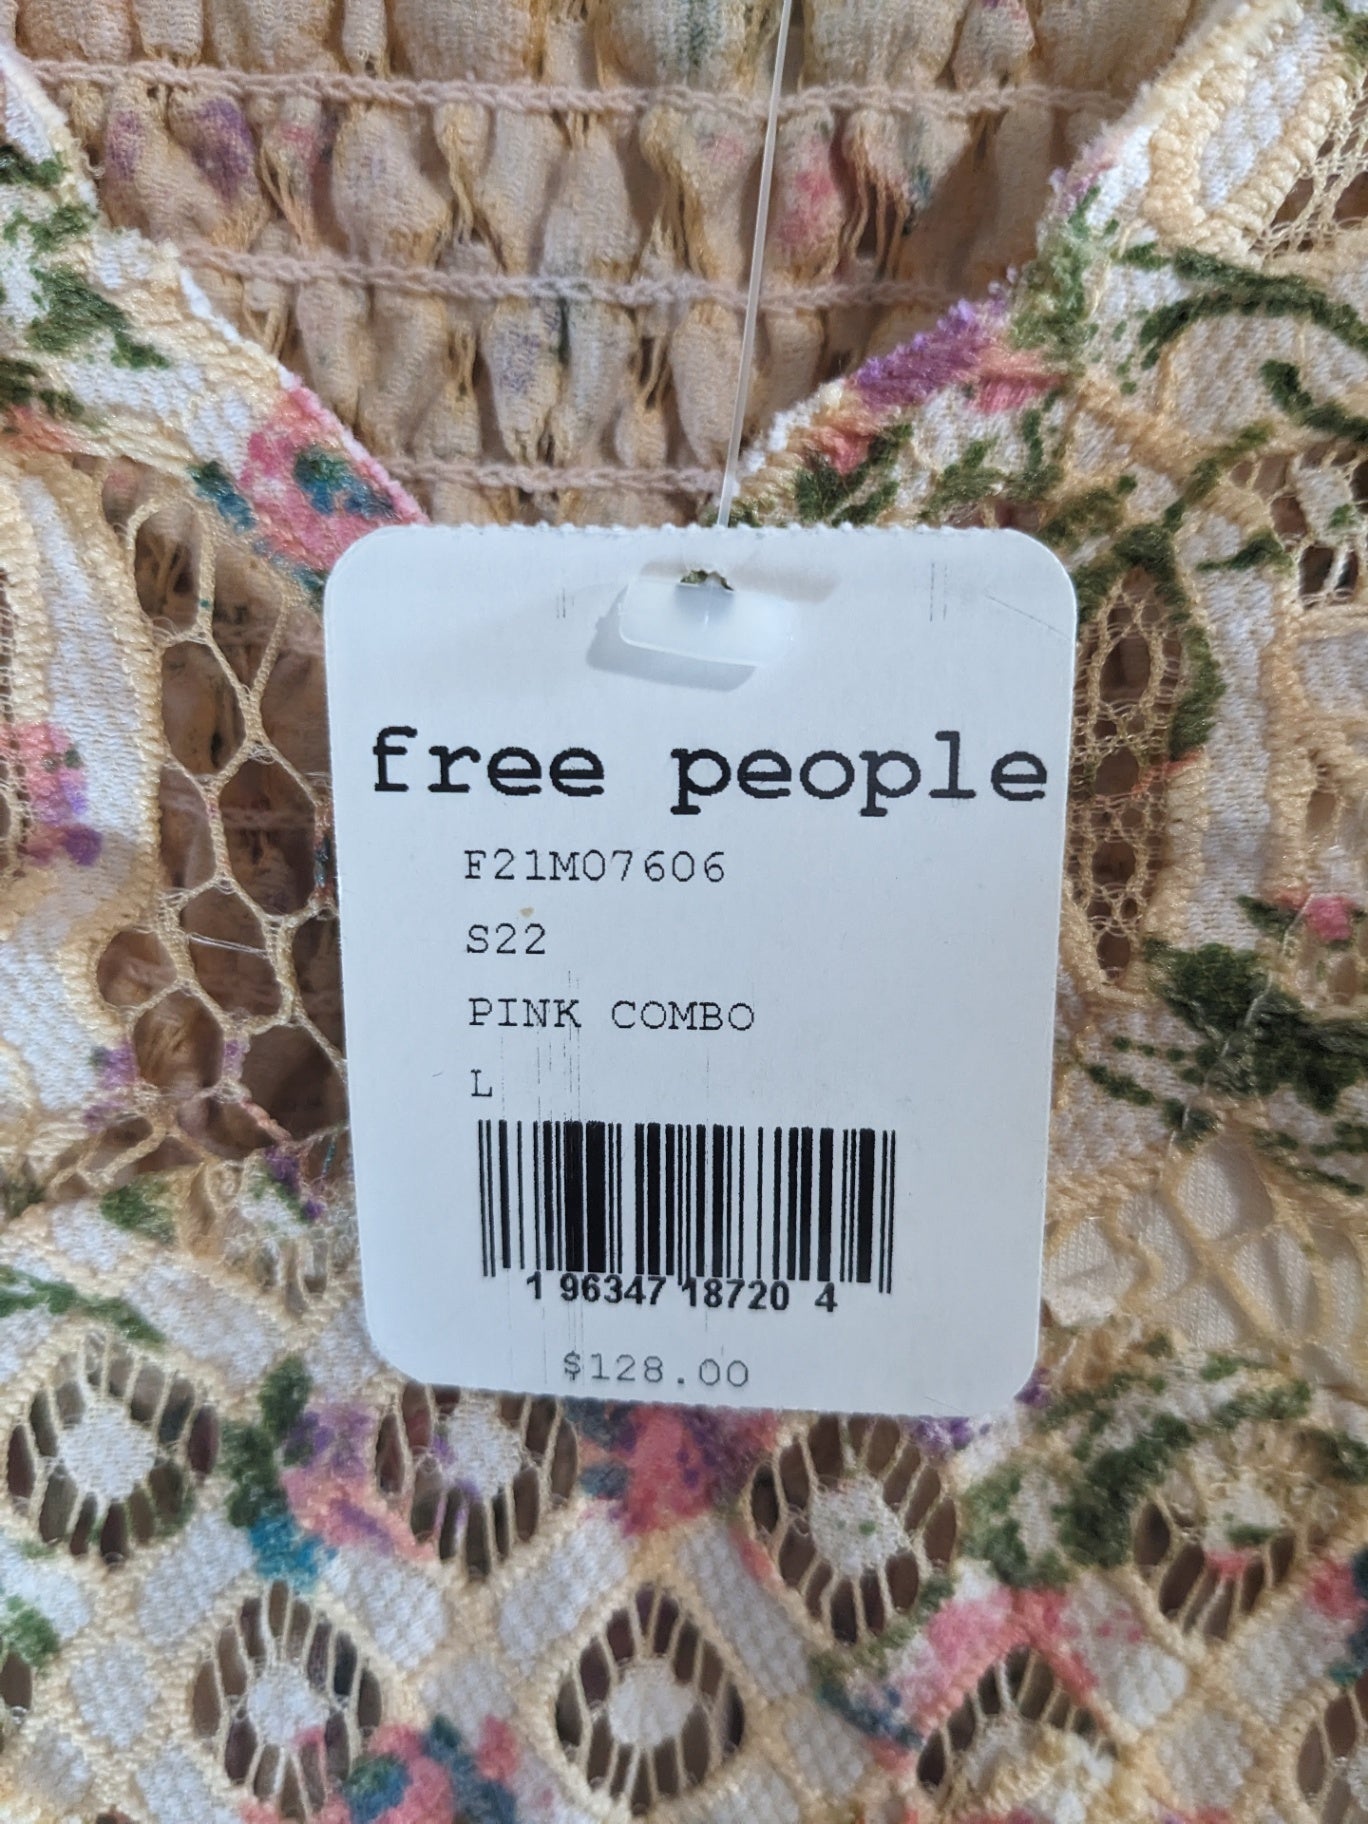 free people
F21M07606
S22
PINK COMBO
L
1 96347 18720 4
$128.00